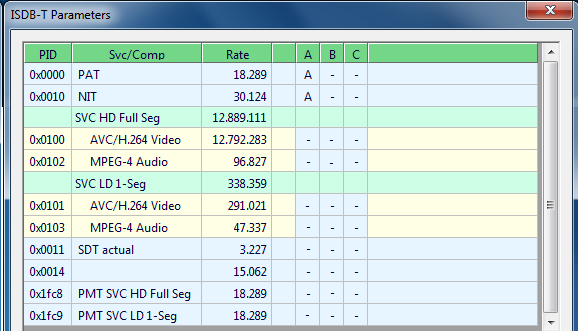 ISDB-T Parameters
PID Svc/Comp Rate A B C
0x0000 PAT 18.289 A - -
0x0010 NIT 30.124 A - -
SVC HD Full Seg 12.889.111
0x0100 AVC/H.264 Video 12.792.283 - - -
0x0102 MPEG-4 Audio 96.827 - - -
SVC LD 1-Seg 338.359
0x0101 AVC/H.264 Video 291.021 - - -
0x0103 MPEG-4 Audio 47.337 - - -
0x0011 SDT actual 3.227 - - -
0x0014 15.062 - - -
0x1fc8 PMT SVC HD Full Seg 18.289 - - -
0x1fc9 PMT SVC LD 1-Seg 18.289 - - -